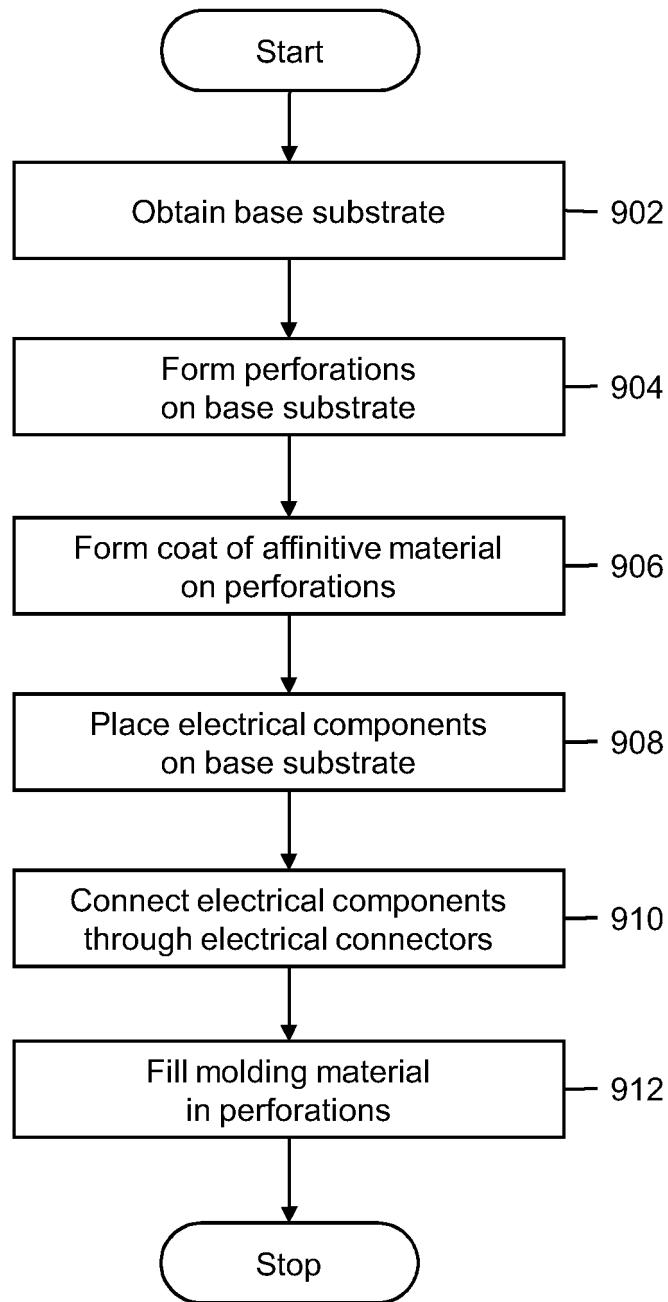 Start
Obtain base substrate
902
Form perforations
on base substrate
904
Form coat of affinitive material
on perforations
906
Place electrical components
on base substrate
908
Connect electrical components
through electrical connectors
910
Fill molding material
in perforations
912
Stop